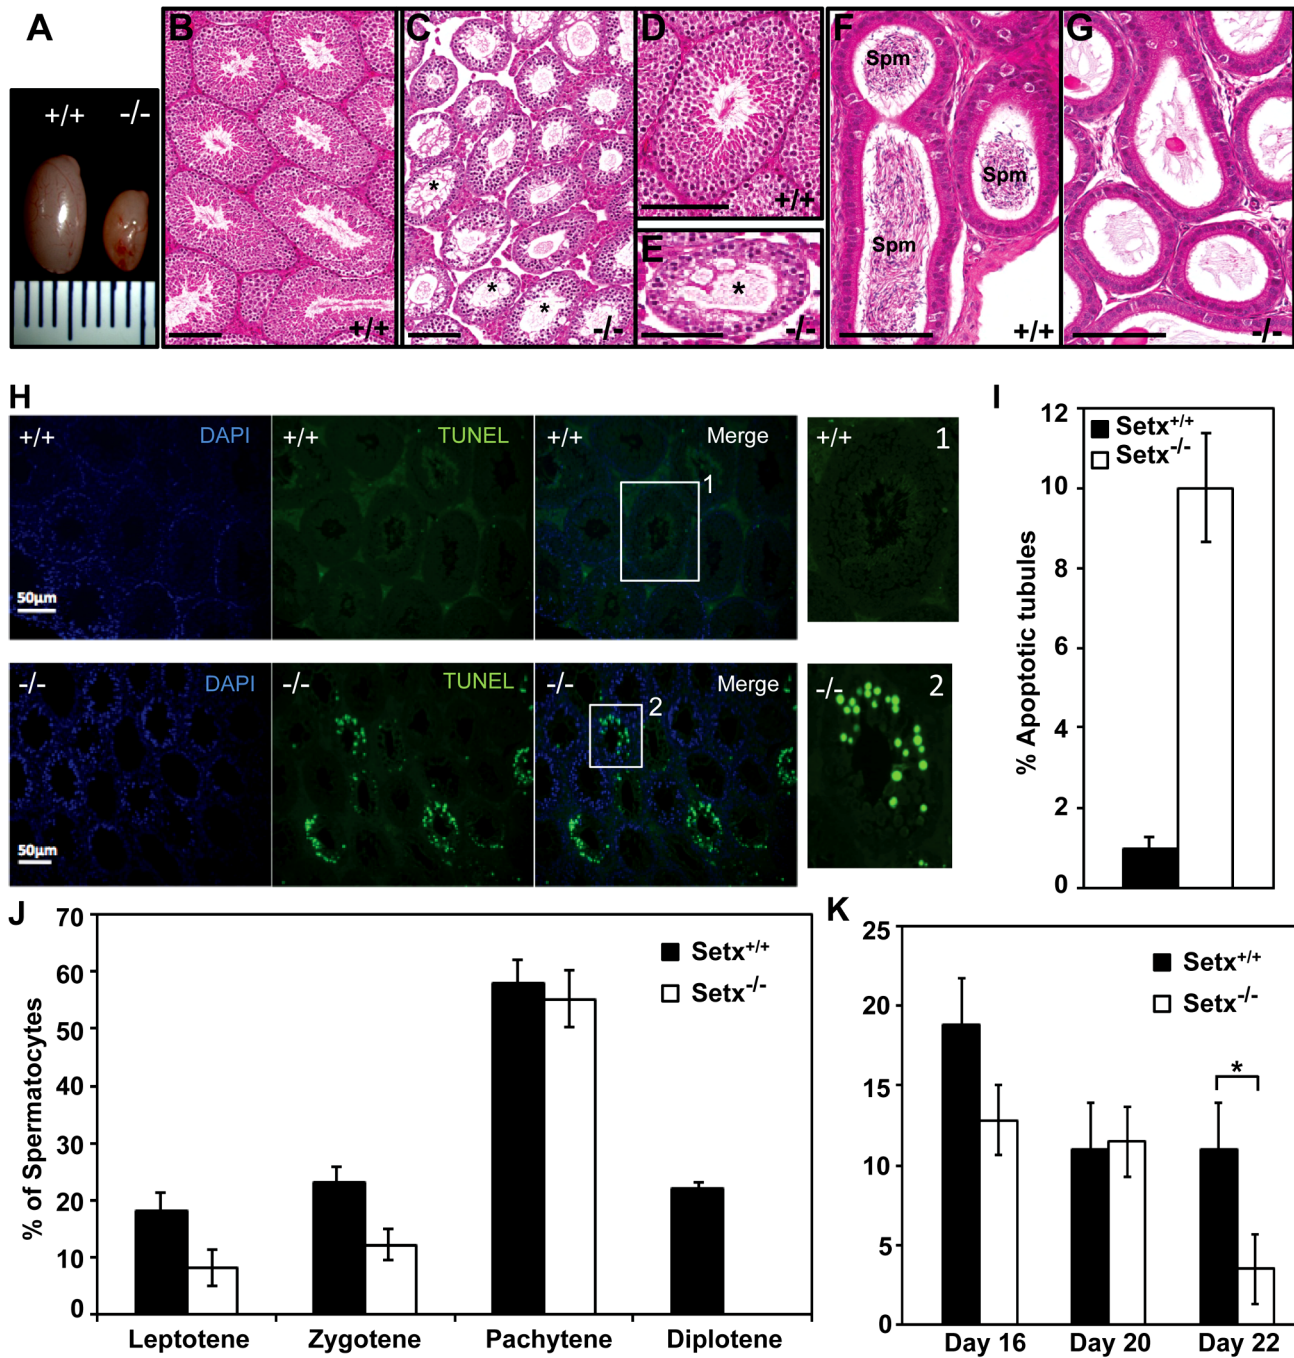 A
+/+ -/-
B
+/+
C
*
*
*
-/-
D
+/+
E
*
-/-
F
Spm
Spm
Spm
+/+
G
-/-
H
+/+ DAPI
+/+ TUNEL
+/+ Merge
1
+/+ 1
50μm
-/- DAPI
-/- TUNEL
-/- Merge
2
-/- 2
50μm
I
% Apoptotic tubules
12
10
8
6
4
2
0
Setx+/+
Setx-/-
J
% of Spermatocytes
70
60
50
40
30
20
10
0
Setx+/+
Setx-/-
Leptotene Zygotene Pachytene Diplotene
K
25
20
15
10
5
0
Setx+/+
Setx-/-
*
Day 16 Day 20 Day 22